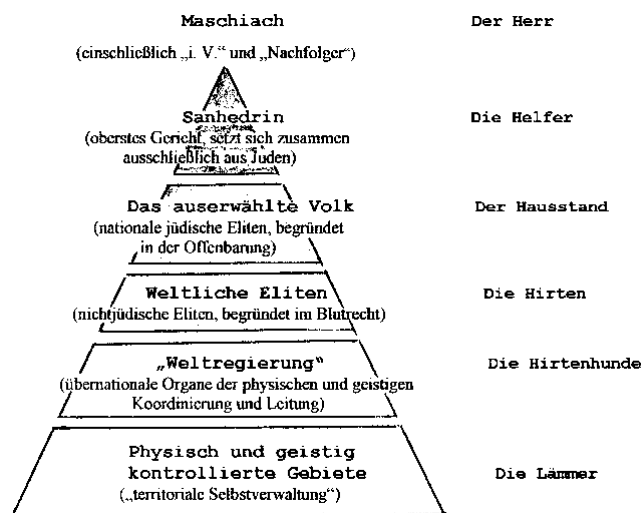 Maschiach Der Herr
(einschließlich „i. V.“ und „Nachfolger“)
Sanhedrin Die Helfer
(oberstes Gericht, setzt sich zusammen
ausschließlich aus Juden)
Das auserwählte Volk Der Hausstand
(nationale jüdische Eliten, begründet
in der Offenbarung)
Weltliche Eliten Die Hirten
(nichtjüdische Eliten, begründet im Blutrecht)
„Weltregierung“ Die Hirtenhunde
(übernationale Organe der physischen und geistigen
Koordinierung und Leitung)
Physisch und geistig
kontrollierte Gebiete Die Lämmer
(„territoriale Selbstverwaltung“)